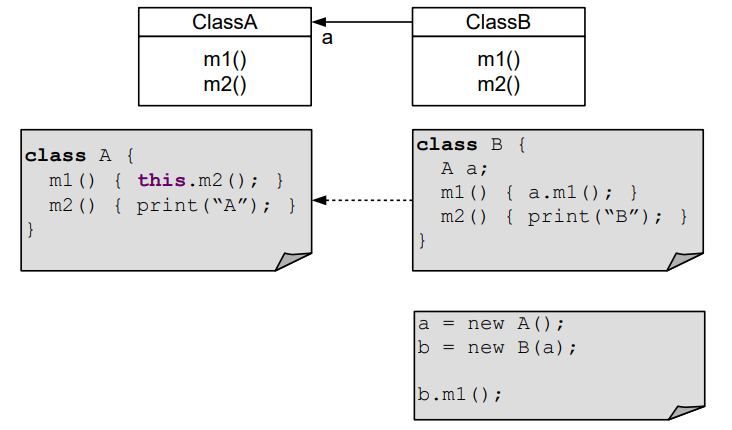 ClassA
m1()
m2()
a
ClassB
m1()
m2()
class A {
m1() { this.m2(); }
m2() { print(“A”); }
}
class B {
A a;
m1() { a.m1(); }
m2() { print(“B”); }
}
a = new A();
b = new B(a);
b.m1();